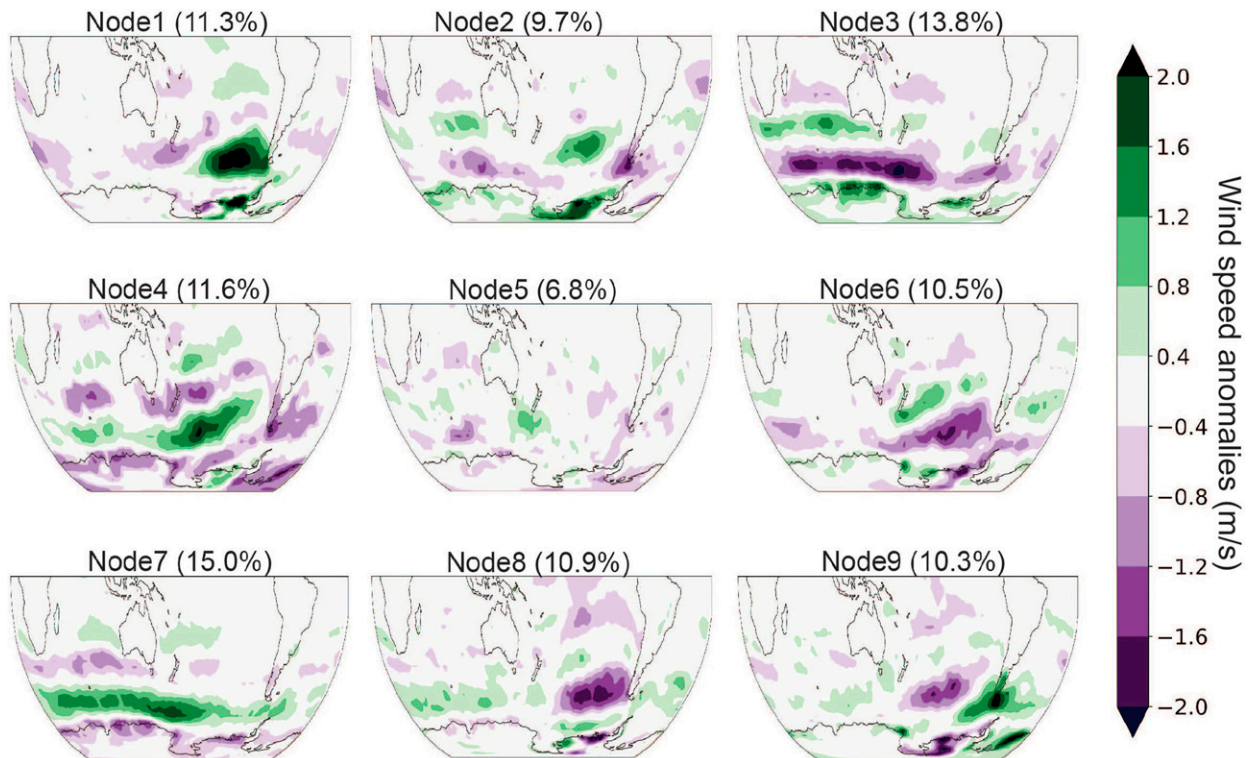 Node1 (11.3%)
Node2 (9.7%)
Node3 (13.8%)
Node4 (11.6%)
Node5 (6.8%)
Node6 (10.5%)
Node7 (15.0%)
Node8 (10.9%)
Node9 (10.3%)
2.0
1.6
1.2
0.8
0.4
−0.4
−0.8
−1.2
−1.6
−2.0
Wind speed anomalies (m/s)